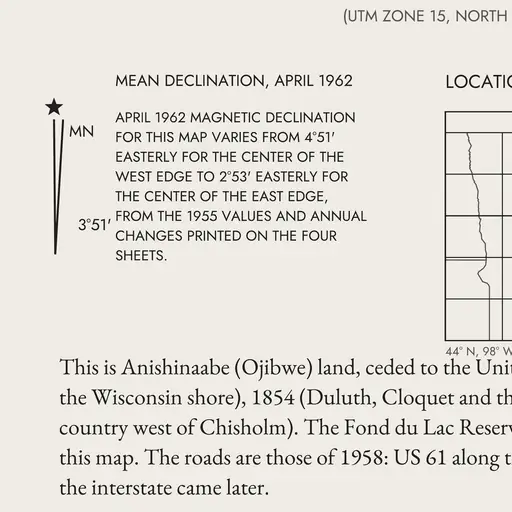 (UTM ZONE 15, NORTH
MEAN DECLINATION, APRIL 1962
MN
3°51′
APRIL 1962 MAGNETIC DECLINATION
FOR THIS MAP VARIES FROM 4°51′
EASTERLY FOR THE CENTER OF THE
WEST EDGE TO 2°53′ EASTERLY FOR
THE CENTER OF THE EAST EDGE,
FROM THE 1955 VALUES AND ANNUAL
CHANGES PRINTED ON THE FOUR
SHEETS.
44° N, 98°
This is Anishinaabe (Ojibwe) land, ceded to the
the Wisconsin shore), 1854 (Duluth, Cloquet and
country west of Chisholm). The Fond du Lac
this map. The roads are those of 1958: US 61 along
the interstate came later.